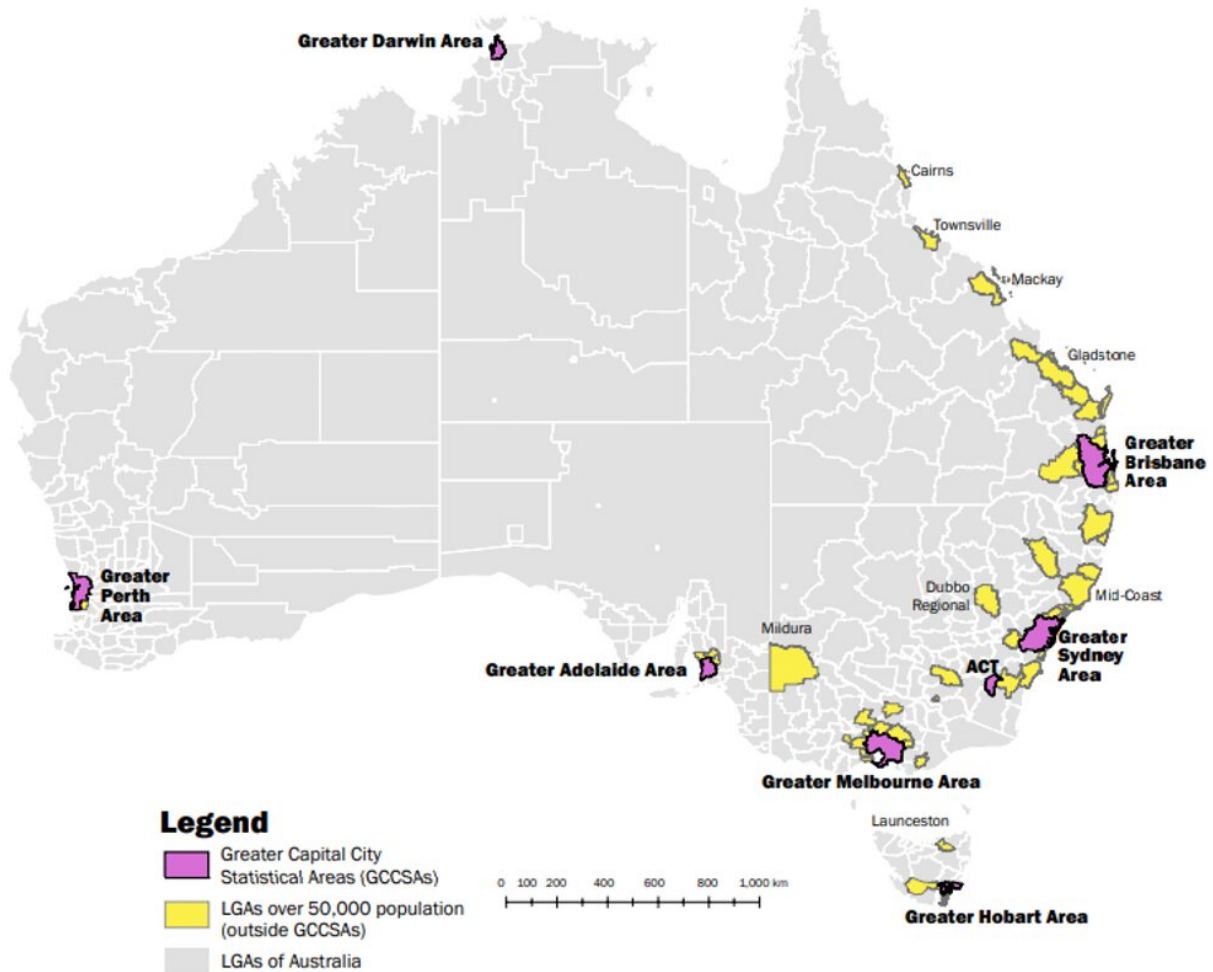 Greater Darwin Area
Cairns
Townsville
Mackay
Gladstone
Greater
Brisbane
Area
Greater
Perth
Area
Dubbo
Regional
Mid-Coast
Mildura
Greater Adelaide Area
ACT
Greater
Sydney
Area
Greater Melbourne Area
Launceston
Greater Hobart Area
Legend
Greater Capital City
Statistical Areas (GCCSAs)
LGAs over 50,000 population
(outside GCCSAs)
LGAs of Australia
0 100 200 400 600 800 1,000 km